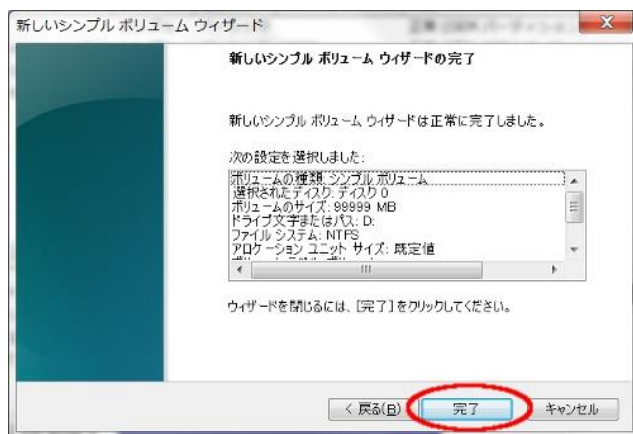 新しいシンプル ボリューム ウィザード
新しいシンプル ボリューム ウィザードの完了
新しいシンプル ボリューム ウィザードは正常に完了しました。
次の設定を選択しました:
ボリュームの種類: シンプル ボリューム
選択されたディスク: ディスク 0
ボリュームのサイズ: 99999 MB
ドライブ文字またはパス: D:
ファイル システム: NTFS
アロケーション ユニット サイズ: 既定値
ウィザードを閉じるには、[完了] をクリックしてください。
< 戻る(B)
完了
キャンセル